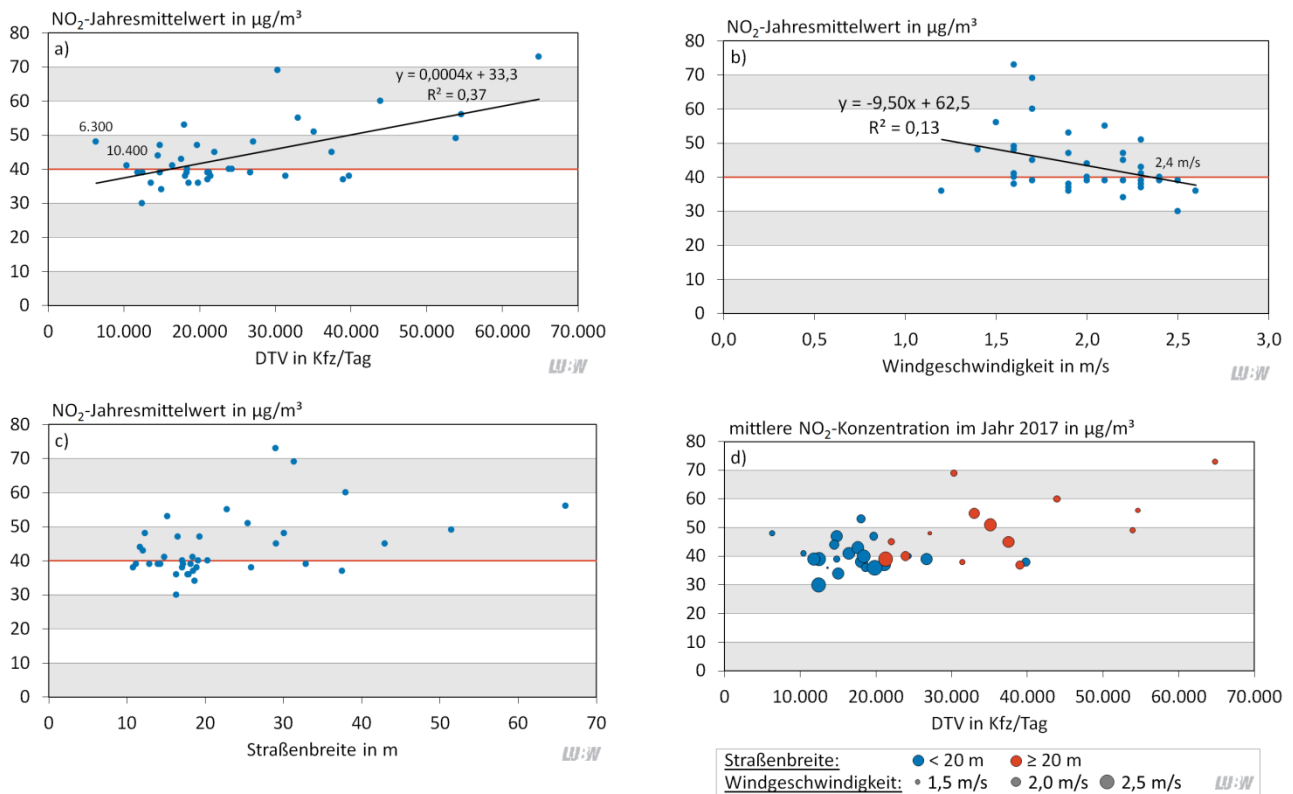 NO₂-Jahresmittelwert in µg/m³
a)
80
70
60
50
40
30
20
10
0
y = 0,0004x + 33,3
R² = 0,37
6.300
10.400
0 10.000 20.000 30.000 40.000 50.000 60.000 70.000
DTV in Kfz/Tag
LU:W
NO₂-Jahresmittelwert in µg/m³
b)
80
70
60
50
40
30
20
10
0
y = -9,50x + 62,5
R² = 0,13
2,4 m/s
0,0 0,5 1,0 1,5 2,0 2,5 3,0
Windgeschwindigkeit in m/s
LU:W
NO₂-Jahresmittelwert in µg/m³
c)
80
70
60
50
40
30
20
10
0
0 10 20 30 40 50 60 70
Straßenbreite in m
LU:W
mittlere NO₂-Konzentration im Jahr 2017 in µg/m³
d)
80
70
60
50
40
30
20
10
0
0 10.000 20.000 30.000 40.000 50.000 60.000 70.000
DTV in Kfz/Tag
Straßenbreite: < 20 m ≥ 20 m
Windgeschwindigkeit: 1,5 m/s 2,0 m/s 2,5 m/s
LU:W